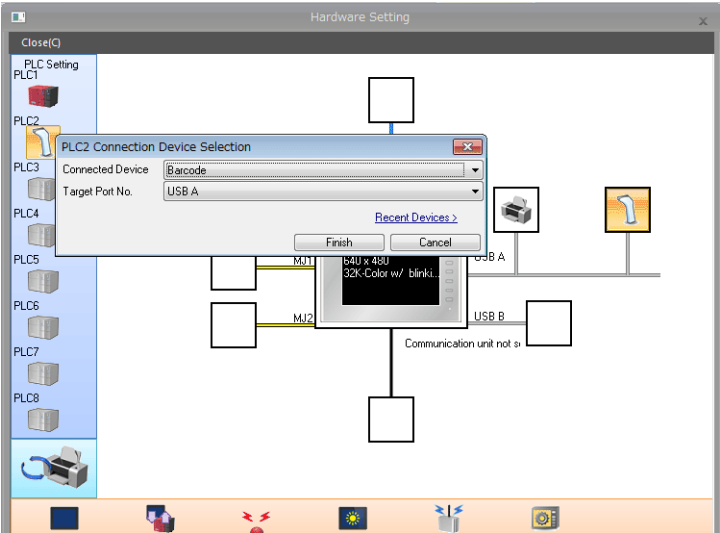 Hardware Setting
x
Close(C)
PLC Setting
PLC1
PLC2
PLC2 Connection Device Selection
Connected Device
Barcode
PLC3
Target Port No.
USB A
PLC4
Recent Devices >
Finish
Cancel
PLC5
MJ1
640 x 480
32K-Color w/ blinki...
USB A
PLC6
MJ2
USB B
Communication unit not
PLC7
PLC8